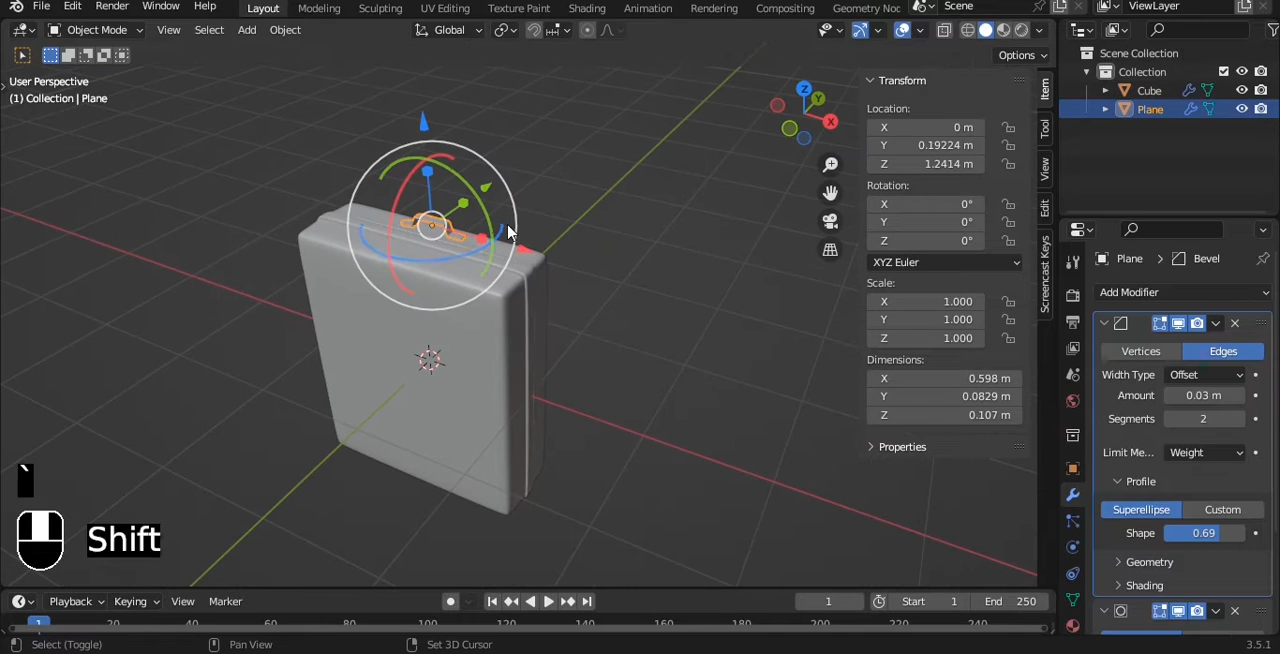 File Edit Render Window Help Layout Modeling Sculpting UV Editing Texture Paint Shading Animation Rendering Compositing Geometry Noc Scene ViewLayer
Object Mode View Select Add Object Global
Options
User Perspective
(1) Collection | Plane
Scene Collection
Collection
Cube
Plane
Transform
Location:
X 0 m
Y 0.19224 m
Z 1.2414 m
Rotation:
X 0°
Y 0°
Z 0°
XYZ Euler
Scale:
X 1.000
Y 1.000
Z 1.000
Dimensions:
X 0.598 m
Y 0.0829 m
Z 0.107 m
Properties
Item
Tool
View
Edit
Screencast Keys
Z
Y
X
Plane > Bevel
Add Modifier
Vertices Edges
Width Type Offset
Amount 0.03 m
Segments 2
Limit Me... Weight
Profile
Superellipse Custom
Shape 0.69
Geometry
Shading
`
Shift
Playback Keying View Marker 1 Start 1 End 250
1 20 40 60 80 100 120 140 160 180 200 220 240
Select (Toggle) Pan View Set 3D Cursor 3.5.1